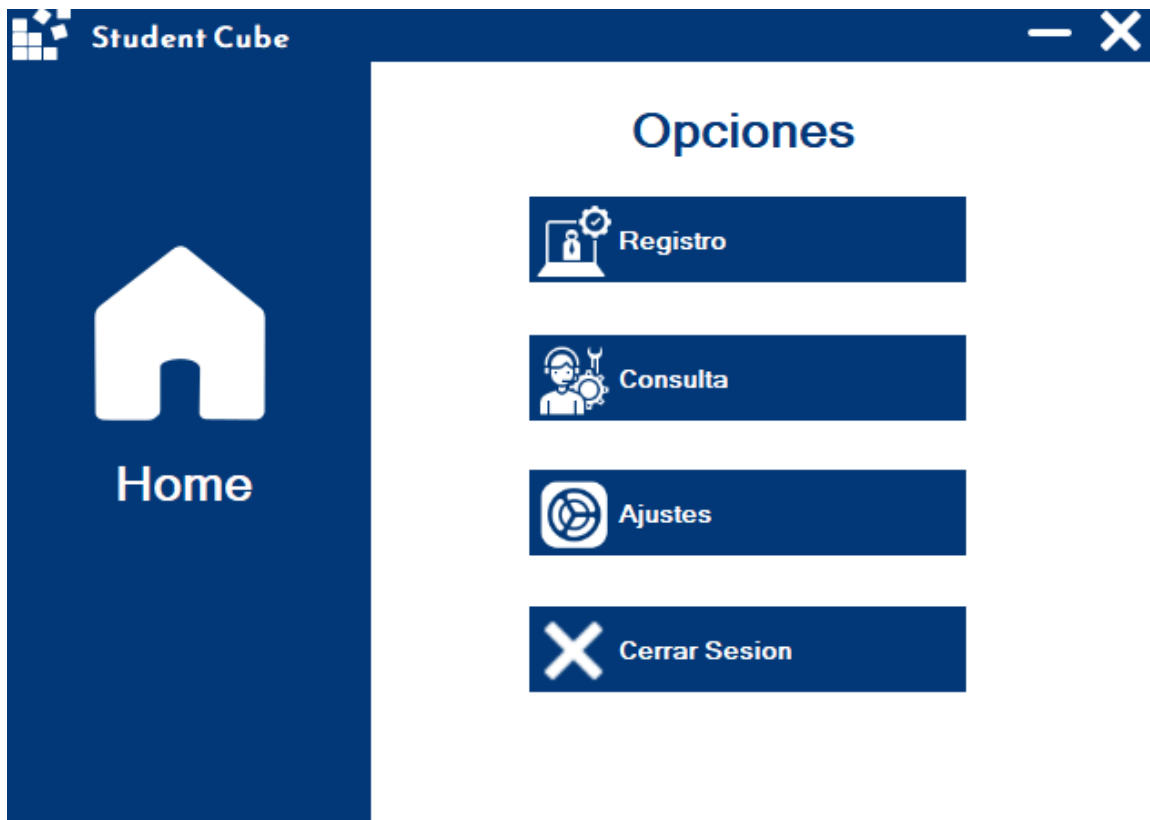 Student Cube
Opciones
Registro
Consulta
Ajustes
Cerrar Sesion
Home